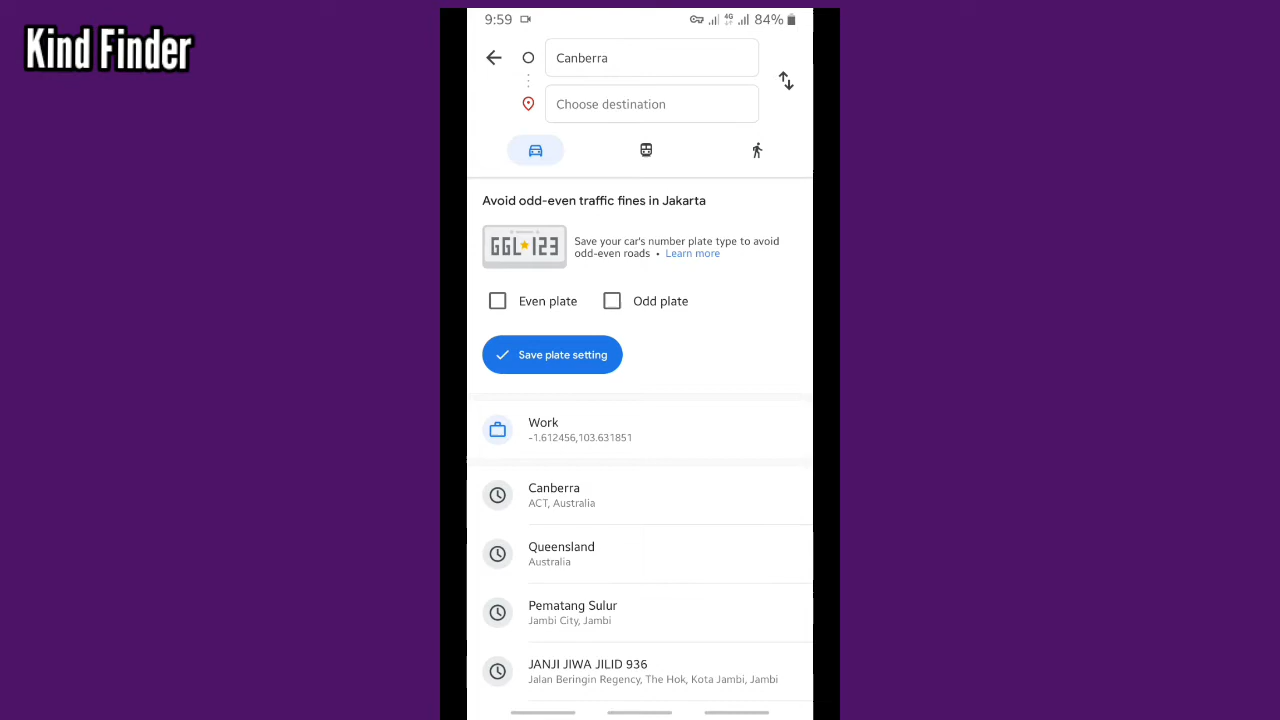 Kind Finder
9:59
4G
84%
Canberra
Choose destination
Avoid odd-even traffic fines in Jakarta
GGL 123
Save your car's number plate type to avoid
odd-even roads • Learn more
Even plate
Odd plate
Save plate setting
Work
-1.612456,103.631851
Canberra
ACT, Australia
Queensland
Australia
Pematang Sulur
Jambi City, Jambi
JANJI JIWA JILID 936
Jalan Beringin Regency, The Hok, Kota Jambi, Jambi